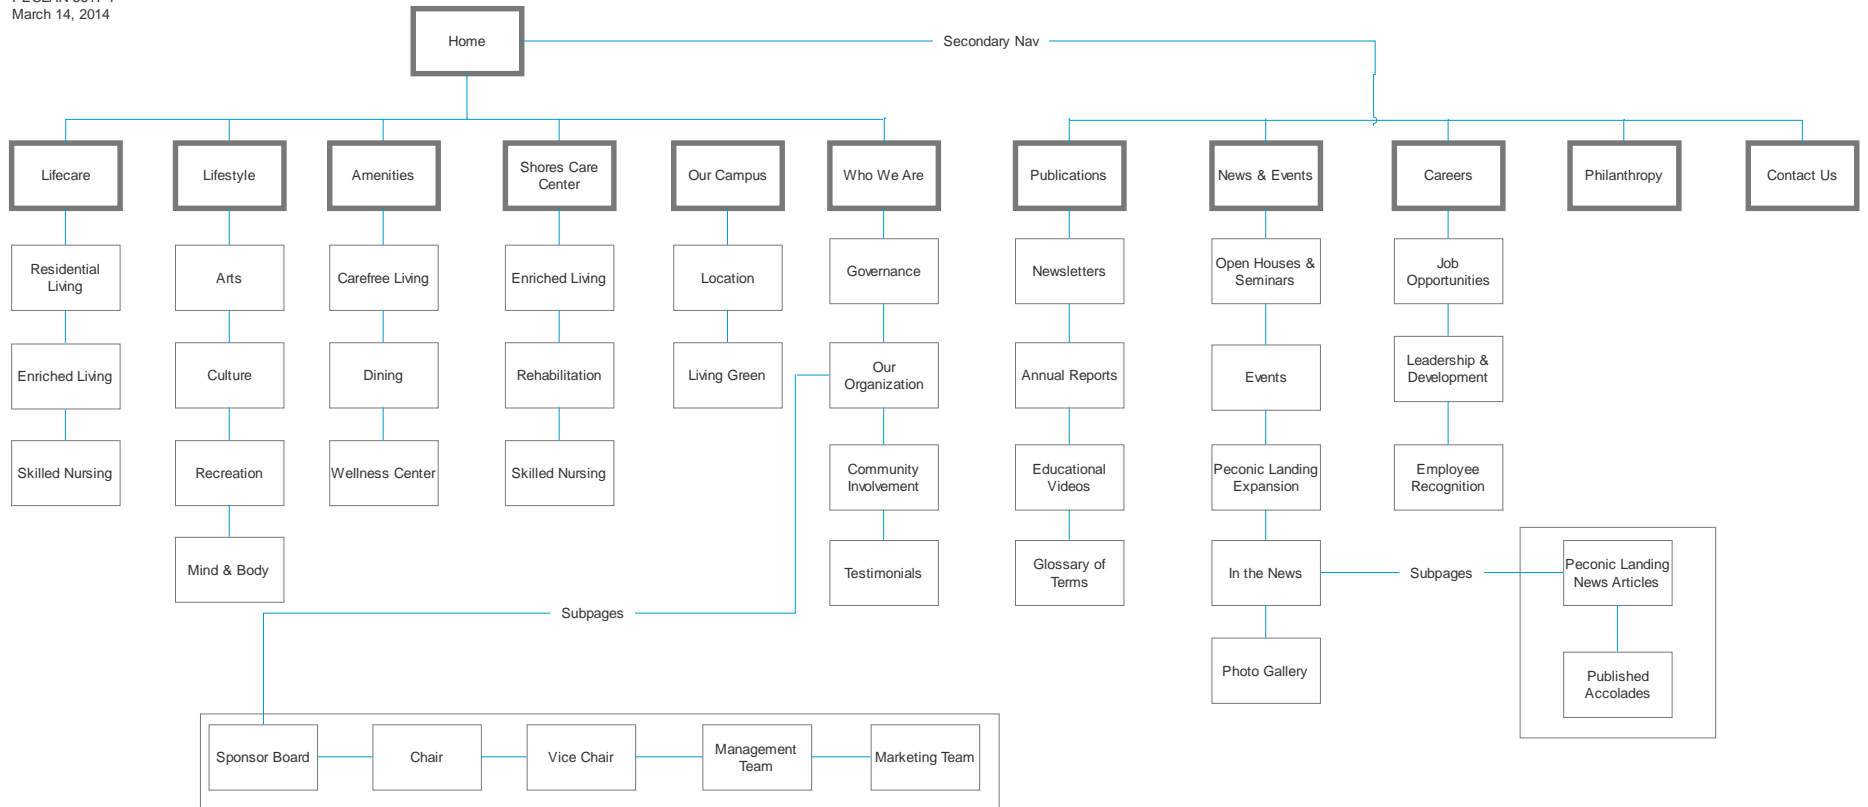 March 14, 2014
Home
Secondary Nav
Lifecare
Lifestyle
Amenities
Shores Care
Center
Our Campus
Who We Are
Publications
News & Events
Careers
Philanthropy
Contact Us
Residential
Living
Arts
Carefree Living
Enriched Living
Location
Governance
Newsletters
Open Houses &
Seminars
Job
Opportunities
Enriched Living
Culture
Dining
Rehabilitation
Living Green
Our
Organization
Annual Reports
Events
Leadership &
Development
Skilled Nursing
Recreation
Wellness Center
Skilled Nursing
Community
Involvement
Educational
Videos
Peconic Landing
Expansion
Employee
Recognition
Mind & Body
Testimonials
Glossary of
Terms
In the News
Subpages
Peconic Landing
News Articles
Subpages
Photo Gallery
Published
Accolades
Sponsor Board
Chair
Vice Chair
Management
Team
Marketing Team